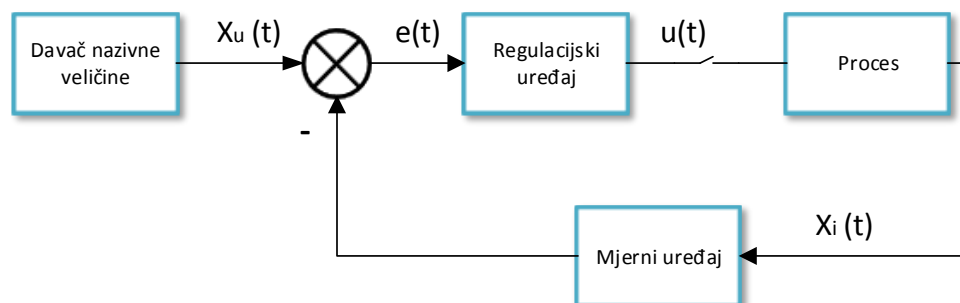 Davač nazivne
veličine
Xu (t)
e(t)
Regulacijski
uređaj
u(t)
Proces
-
Mjerni uređaj
Xi (t)